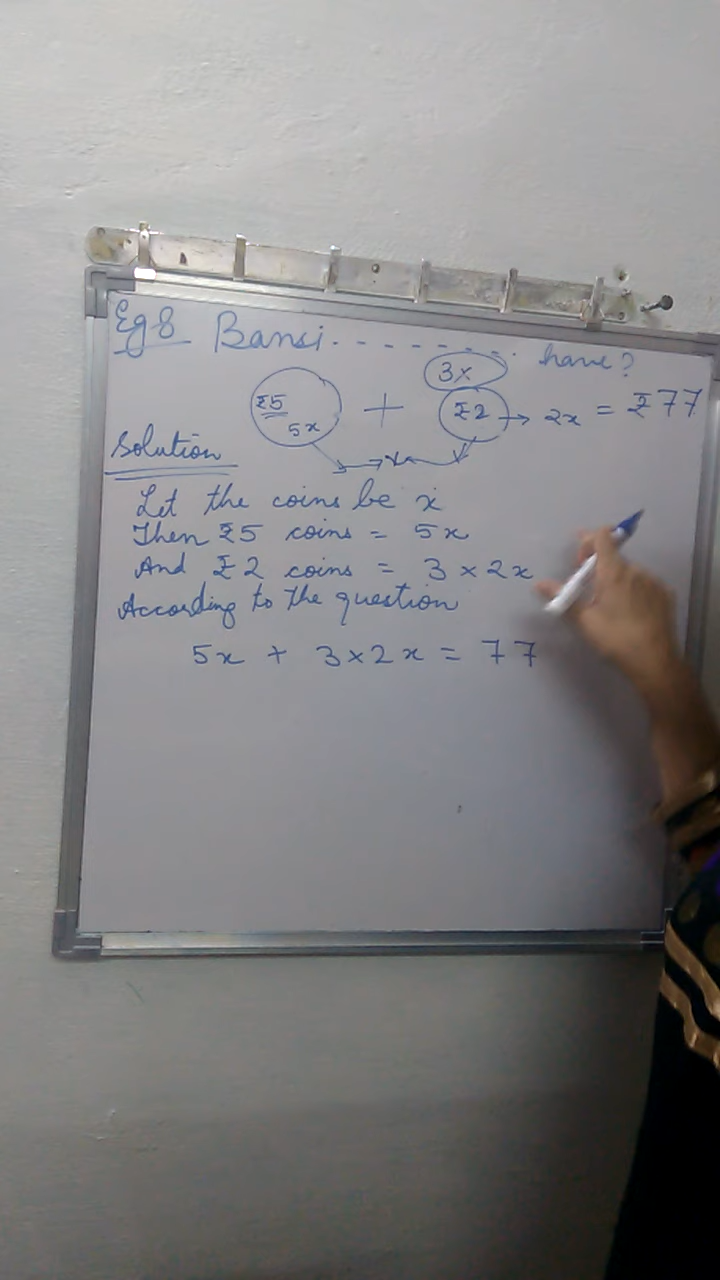 Eg 8 Bansi.......... have?
3x
₹5 5x + ₹2 → 2x = ₹77
Solution
x
Let the coins be x
Then ₹5 coins = 5x
And ₹2 coins = 3 × 2x
According to the question
5x + 3×2x = 77